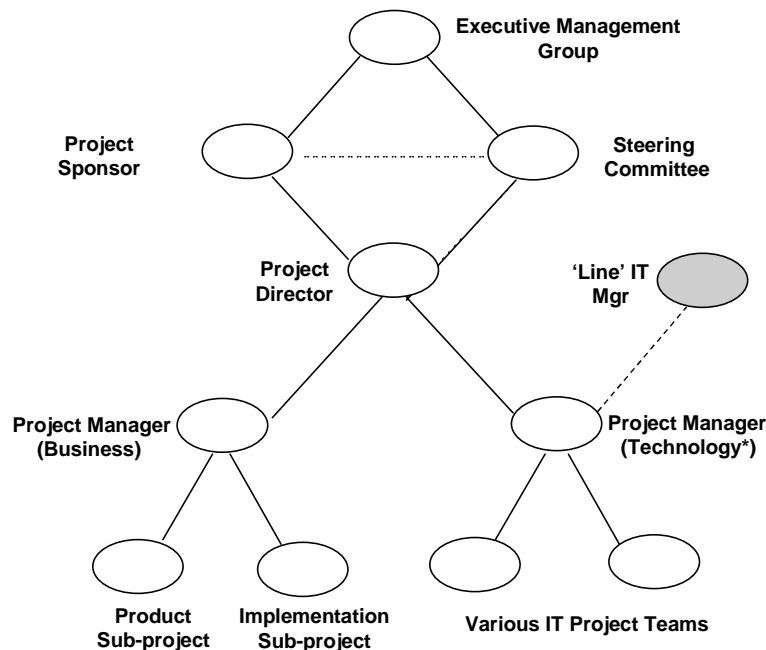 Executive Management
Group
Project
Sponsor
Steering
Committee
Project
Director
‘Line’ IT
Mgr
Project Manager
(Business)
Project Manager
(Technology*)
Product
Sub-project
Implementation
Sub-project
Various IT Project Teams